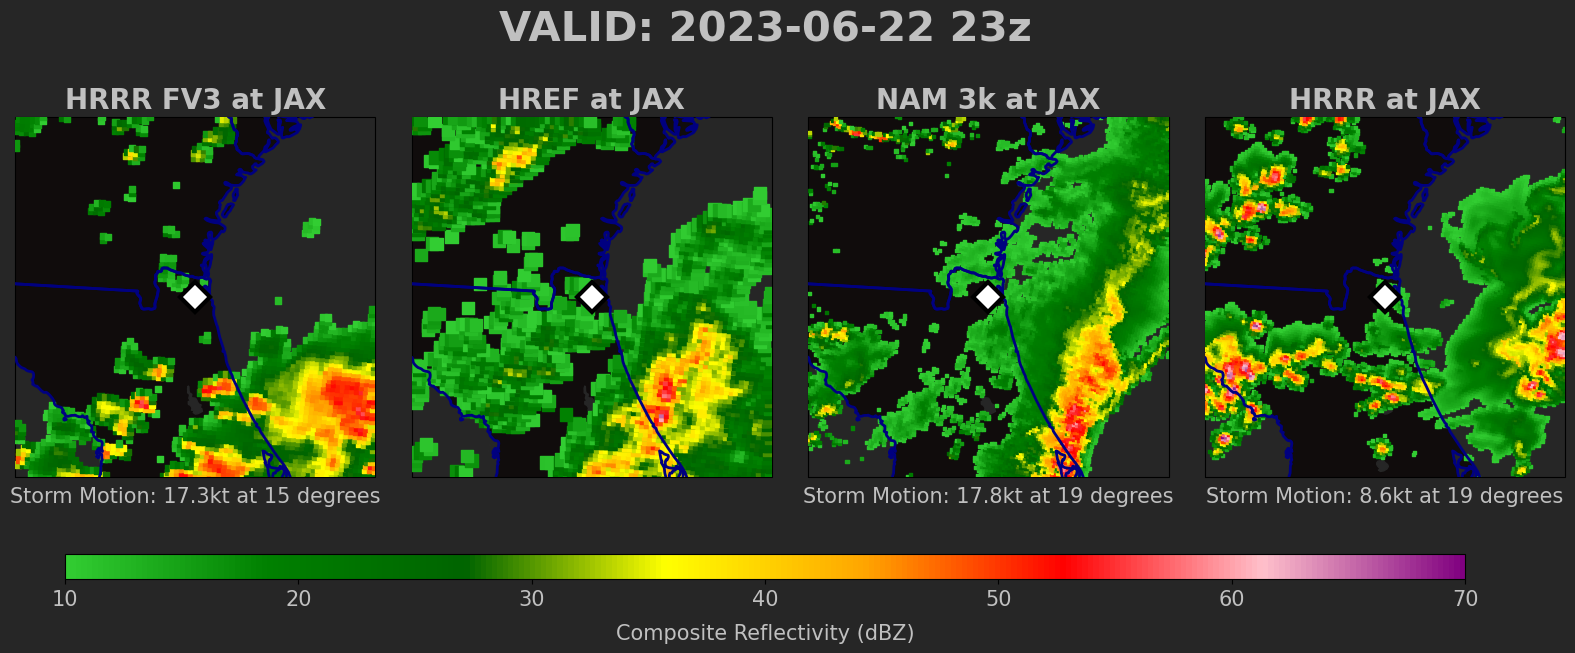 VALID: 2023-06-22 23z
HRRR FV3 at JAX
HREF at JAX
NAM 3k at JAX
HRRR at JAX
Storm Motion: 17.3kt at 15 degrees
Storm Motion: 17.8kt at 19 degrees
Storm Motion: 8.6kt at 19 degrees
10 20 30 40 50 60 70
Composite Reflectivity (dBZ)